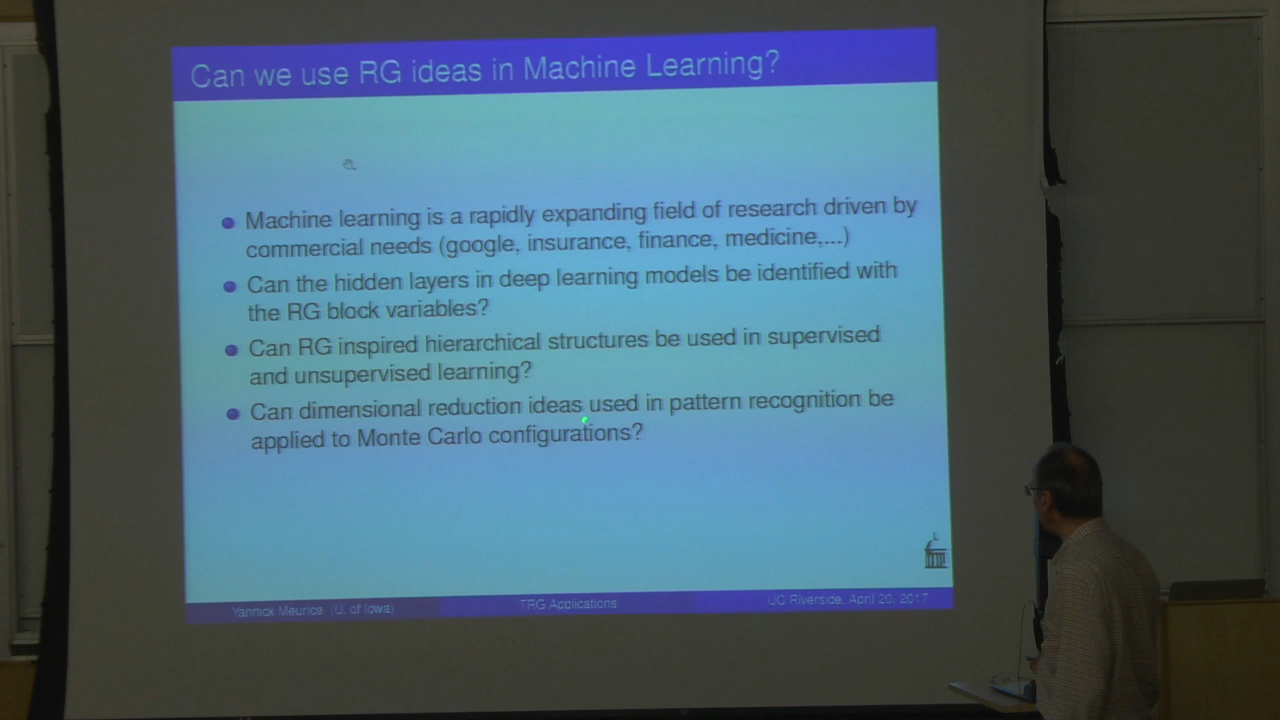 Can we use RG ideas in Machine Learning?
Machine learning is a rapidly expanding field of research driven by
commercial needs (google, insurance, finance, medicine,...)
Can the hidden layers in deep learning models be identified with
the RG block variables?
Can RG inspired hierarchical structures be used in supervised
and unsupervised learning?
Can dimensional reduction ideas used in pattern recognition be
applied to Monte Carlo configurations?
Yannick Meurice (U. of Iowa) TRG Applications UC Riverside, April 20, 2017